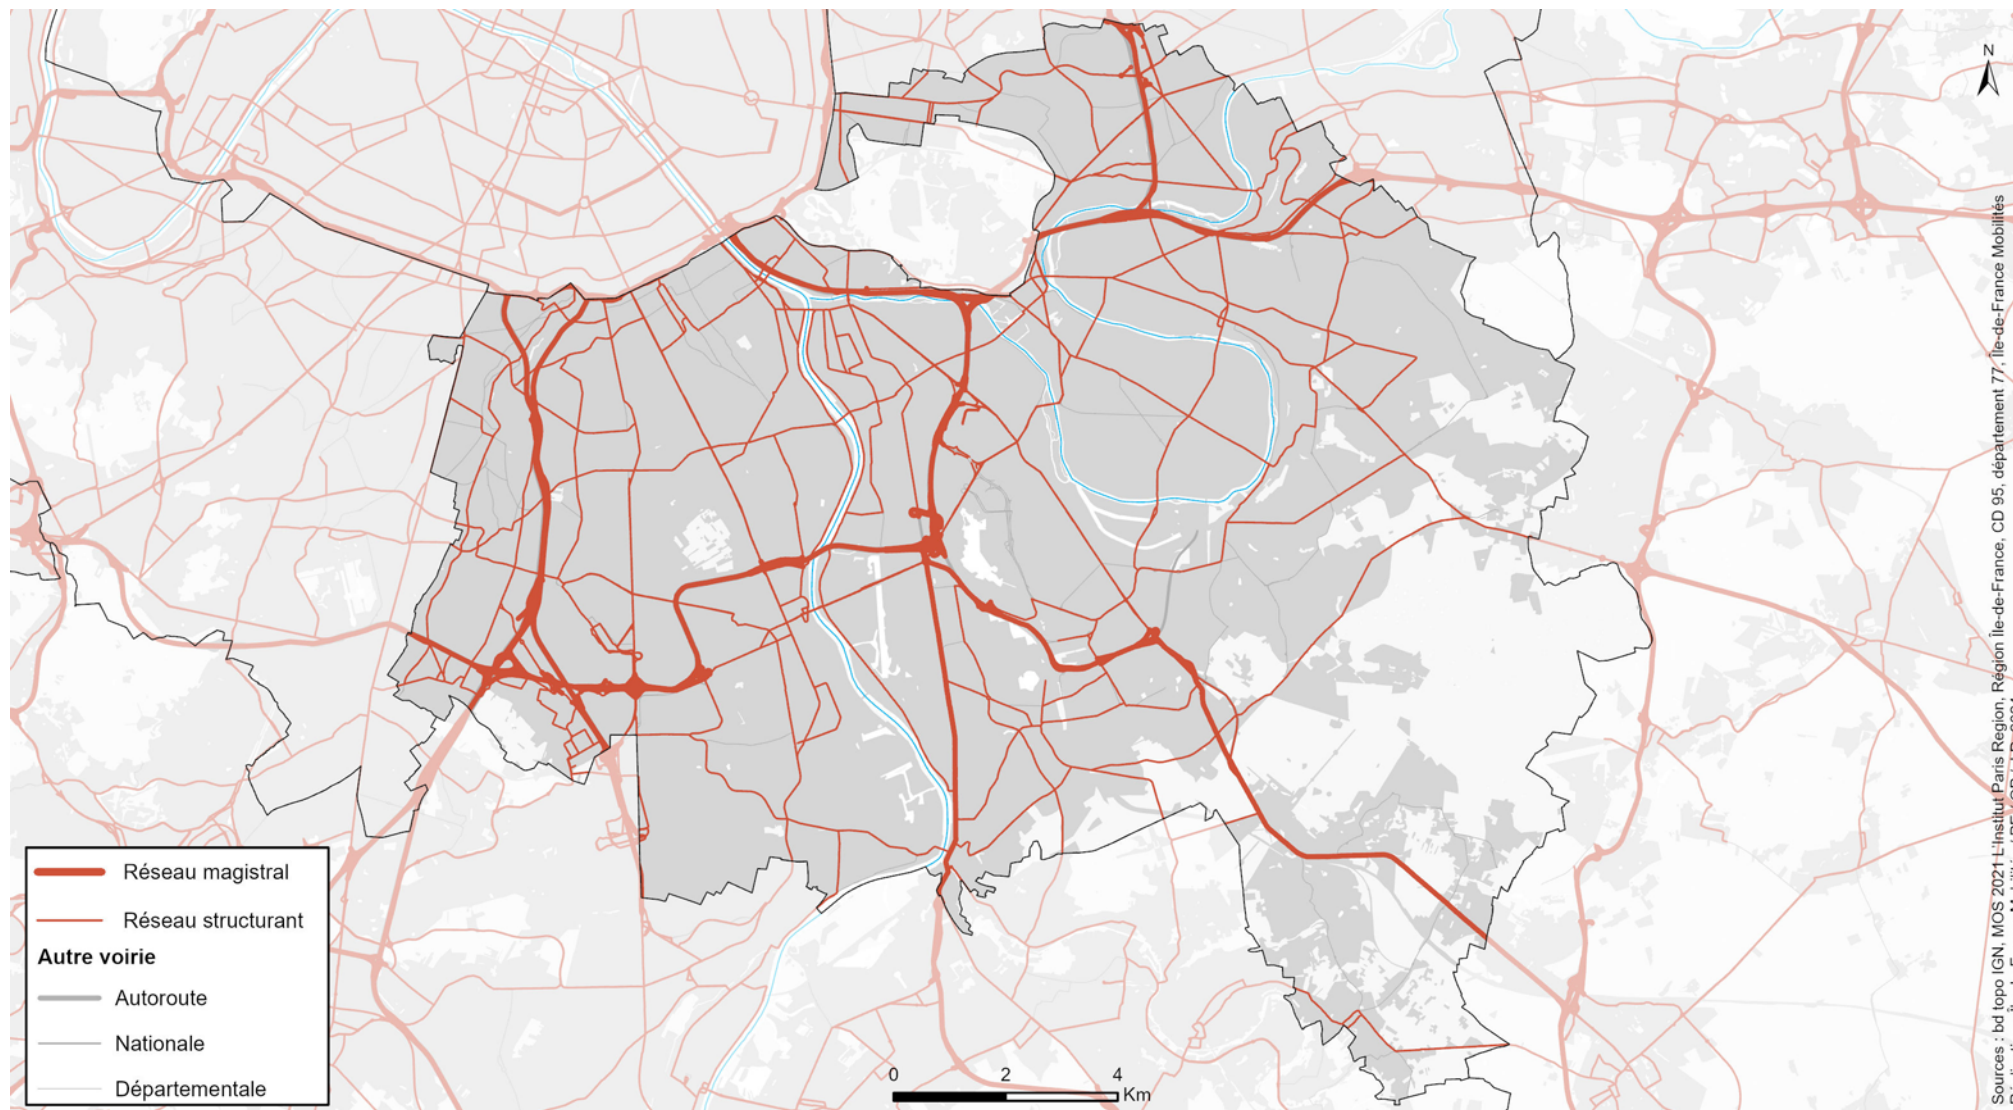 N
Réseau magistral
Réseau structurant
Autre voirie
Autoroute
Nationale
Départementale
0 2 4
Km
Sources : bd topo IGN, MOS 2021 L'Institut Paris Region, Région Île-de-France, CD 95, département 77, Île-de-France Mobilités